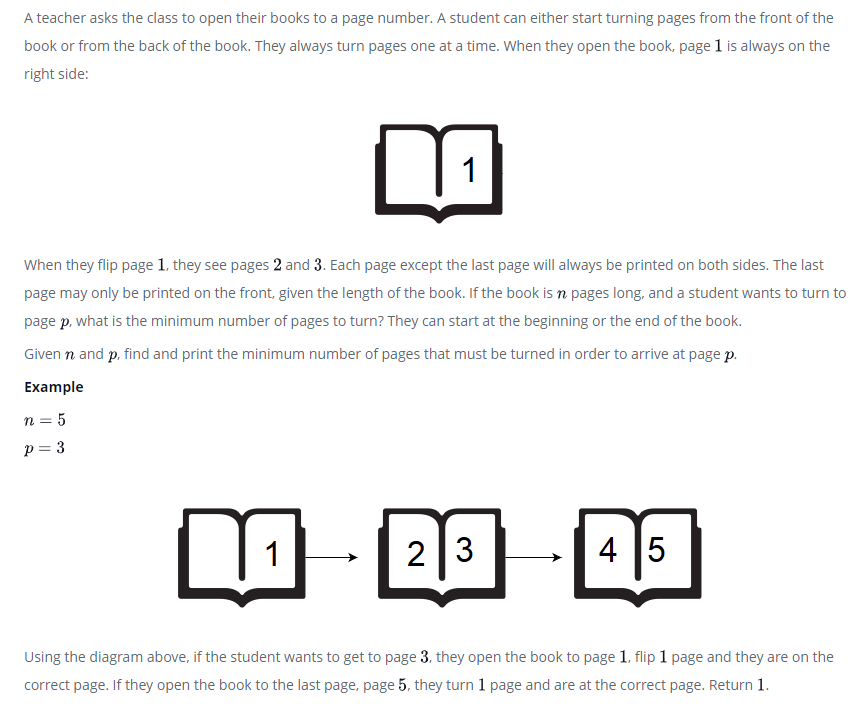 A teacher asks the class to open their books to a page number. A student can either start turning pages from the front of the
book or from the back of the book. They always turn pages one at a time. When they open the book, page 1 is always on the
right side:
1
When they flip page 1, they see pages 2 and 3. Each page except the last page will always be printed on both sides. The last
page may only be printed on the front, given the length of the book. If the book is n pages long, and a student wants to turn to
page p, what is the minimum number of pages to turn? They can start at the beginning or the end of the book.
Given n and p, find and print the minimum number of pages that must be turned in order to arrive at page p.
Example
n = 5
p = 3
1 2 3 4 5
Using the diagram above, if the student wants to get to page 3, they open the book to page 1, flip 1 page and they are on the
correct page. If they open the book to the last page, page 5, they turn 1 page and are at the correct page. Return 1.